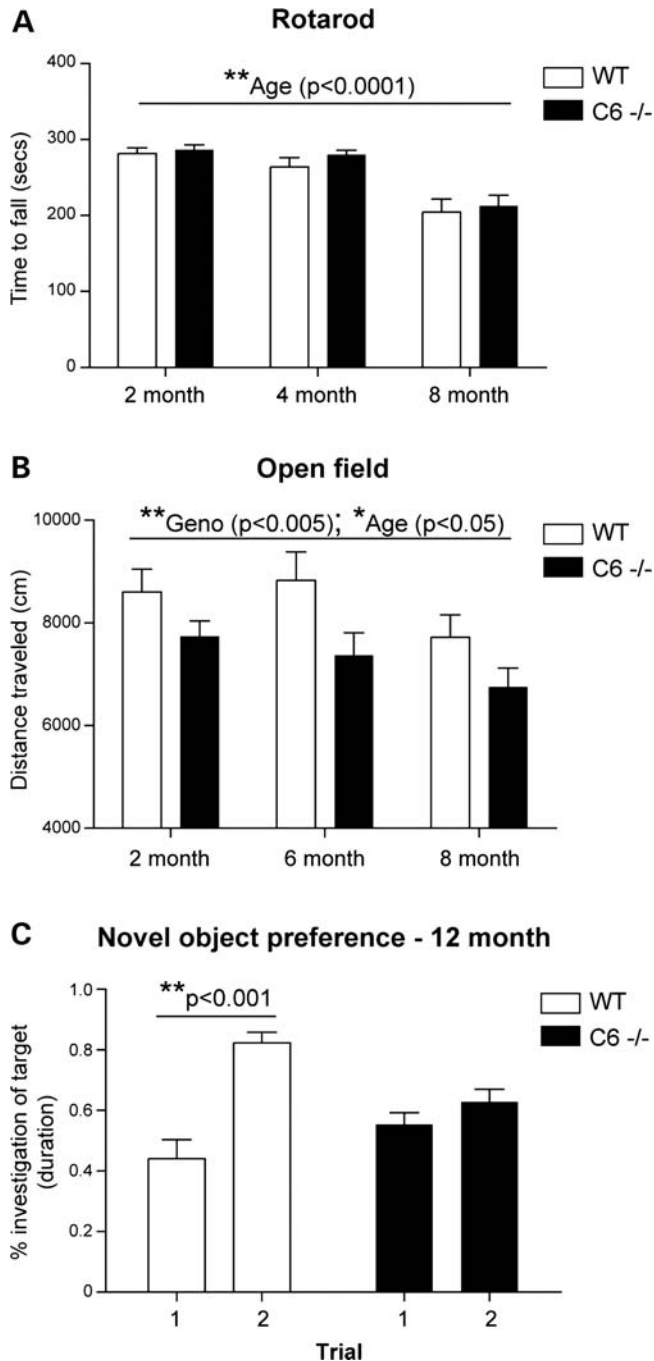 A
Rotarod
Time to fall (secs)
400
300
200
100
0
**Age (p<0.0001)
WT
C6 -/-
2 month
4 month
8 month
B
Open field
Distance traveled (cm)
10000
8000
6000
4000
**Geno (p<0.005); *Age (p<0.05)
WT
C6 -/-
2 month
6 month
8 month
C
Novel object preference - 12 month
% investigation of target
(duration)
1.0
0.8
0.6
0.4
0.2
0
**p<0.001
WT
C6 -/-
1
2
1
2
Trial